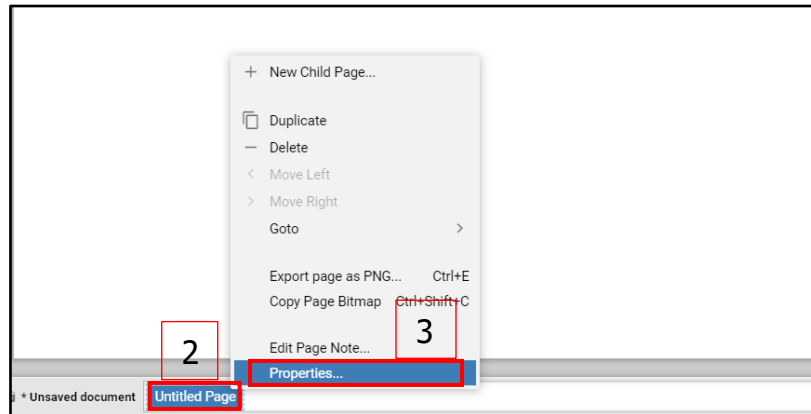 + New Child Page...
Duplicate
Delete
Move Left
Move Right
Goto
Export page as PNG... Ctrl+E
Copy Page Bitmap Ctrl+Shift+C
Edit Page Note...
3
2
Properties...
* Unsaved document Untitled Page